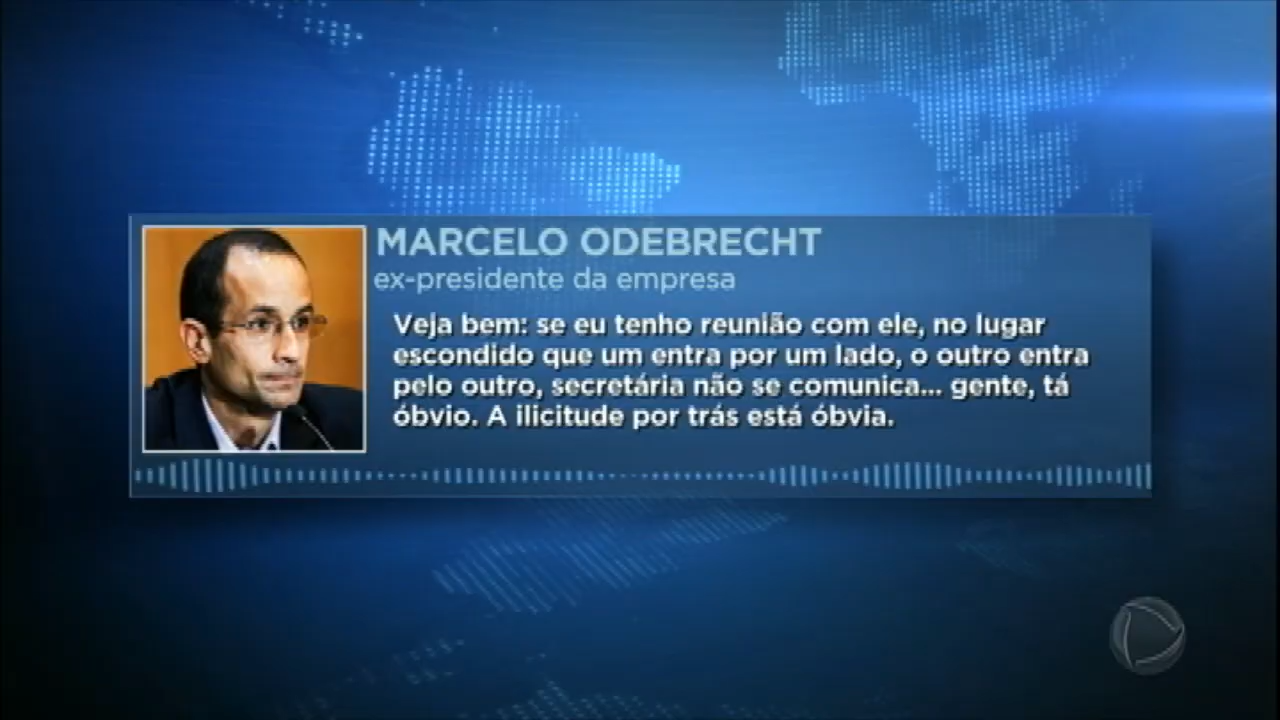 MARCELO ODEBRECHT
ex-presidente da empresa
Veja bem: se eu tenho reunião com ele, no lugar
escondido que um entra por um lado, o outro entra
pelo outro, secretária não se comunica... gente, tá
óbvio. A ilicitude por trás está óbvia.